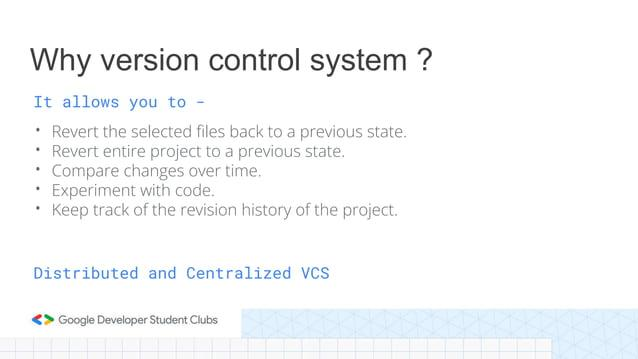 Why version control system ?
It allows you to -
• Revert the selected files back to a previous state.
• Revert entire project to a previous state.
• Compare changes over time.
• Experiment with code.
• Keep track of the revision history of the project.
Distributed and Centralized VCS
Google Developer Student Clubs